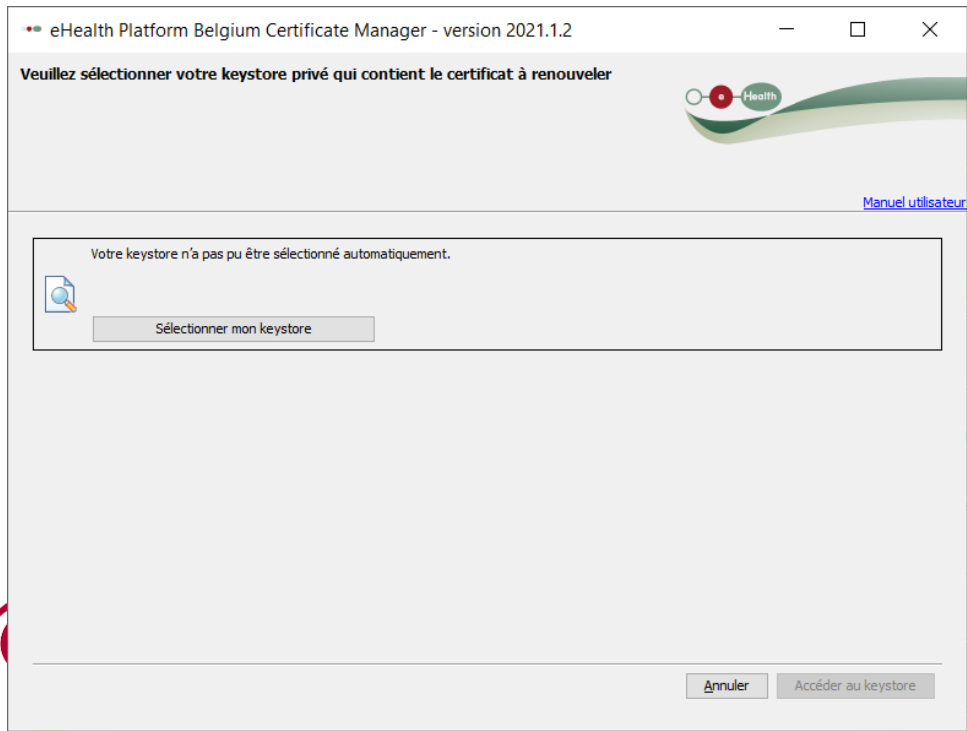 eHealth Platform Belgium Certificate Manager - version 2021.1.2
Veuillez sélectionner votre keystore privé qui contient le certificat à renouveler
e Health
Manuel utilisateur
Votre keystore n'a pas pu être sélectionné automatiquement.
Sélectionner mon keystore
Annuler Accéder au keystore